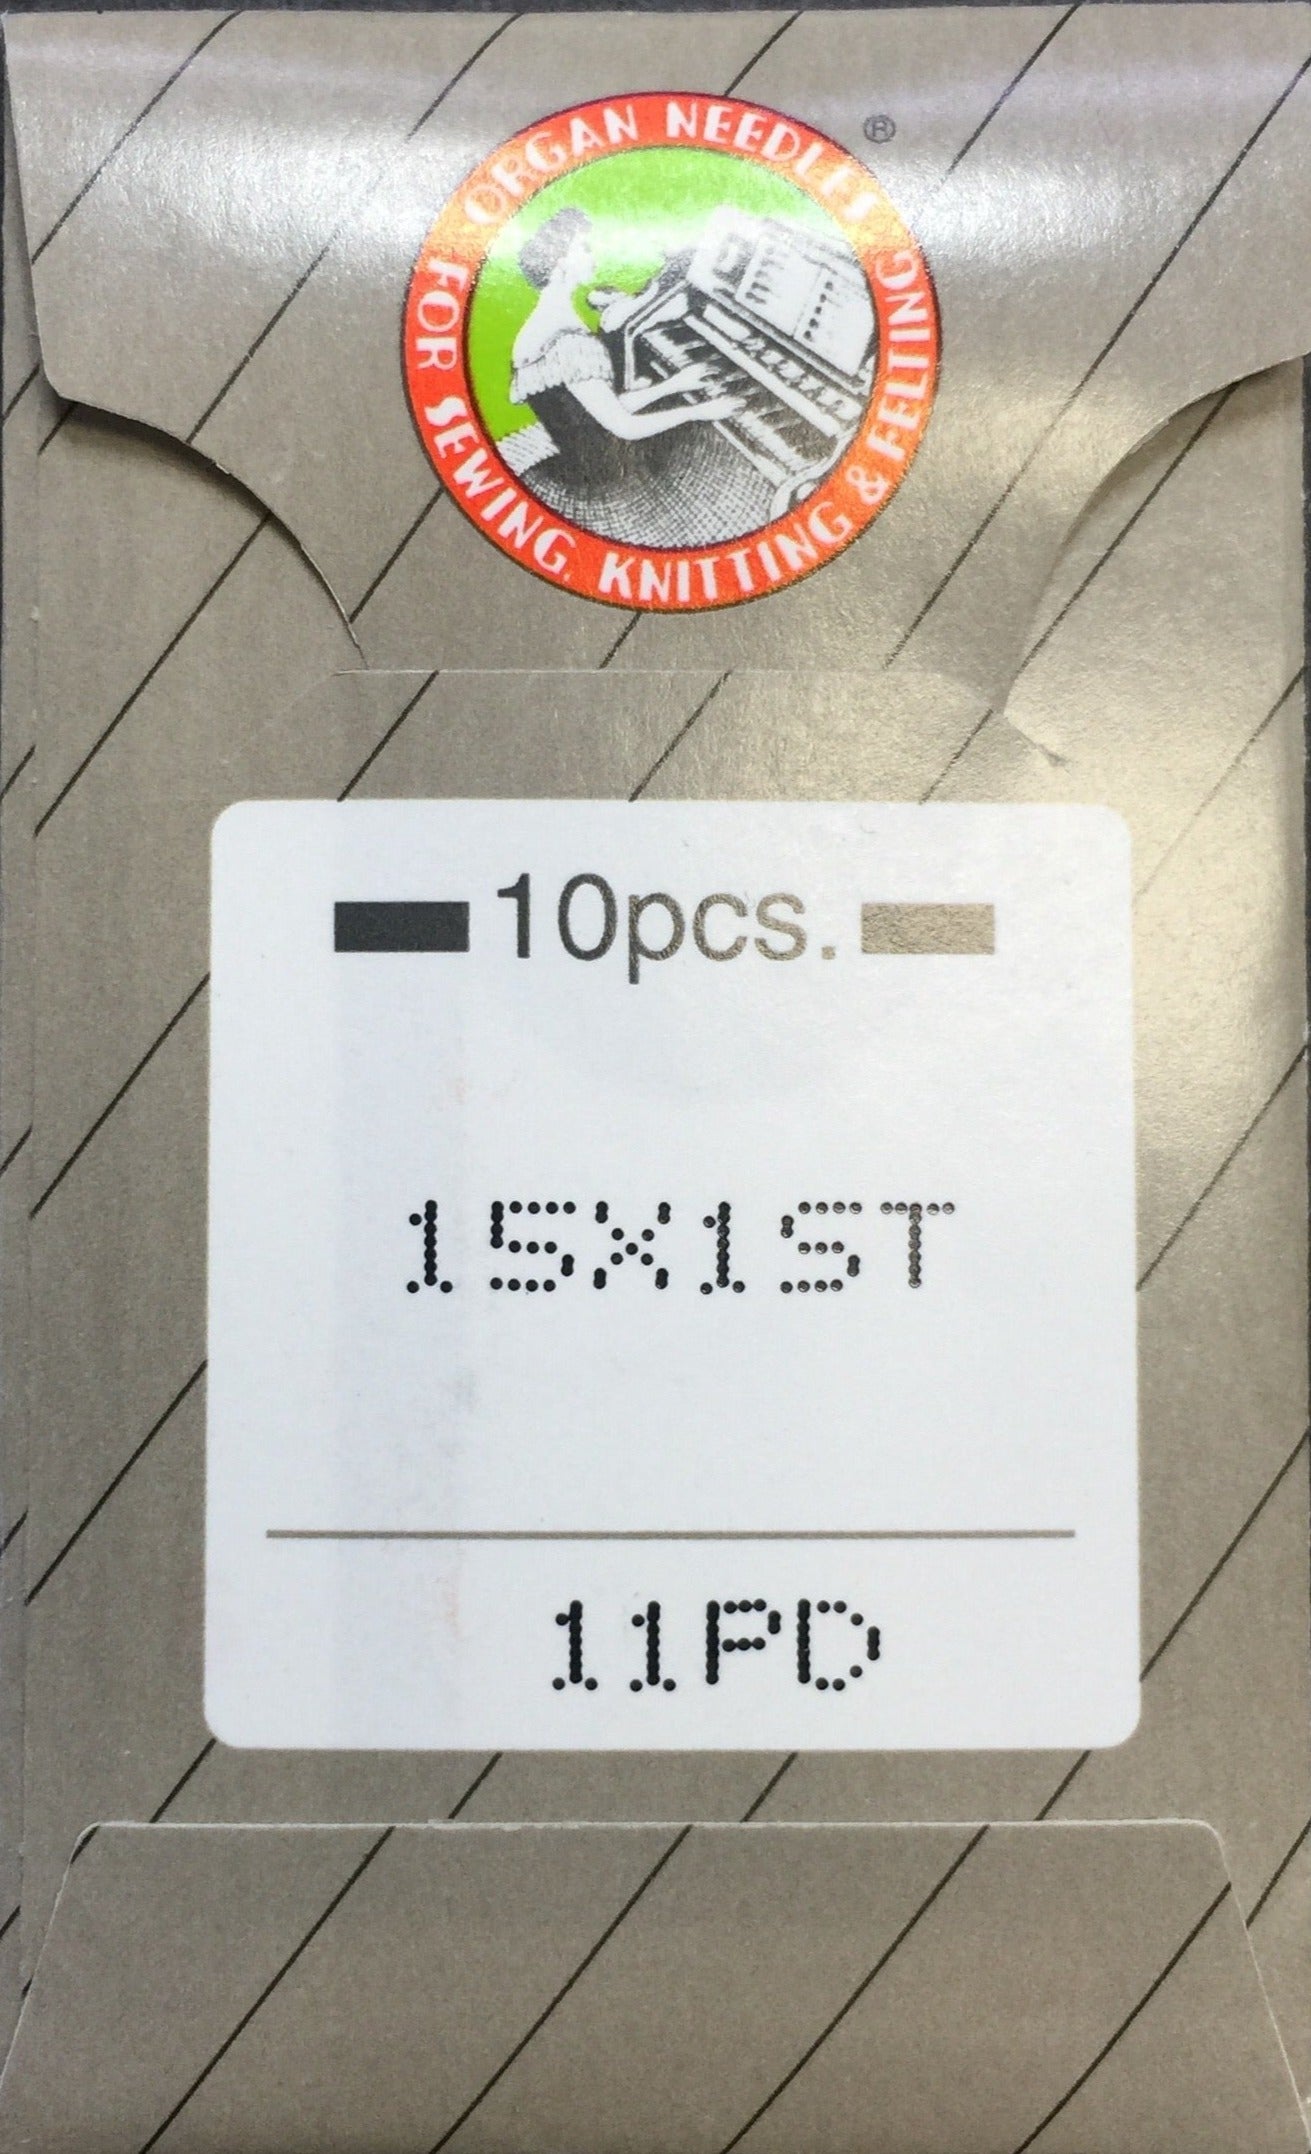 ORGAN NEEDLES
®
FOR SEWING, KNITTING & FELTING
10pcs.
15X1ST
11PD